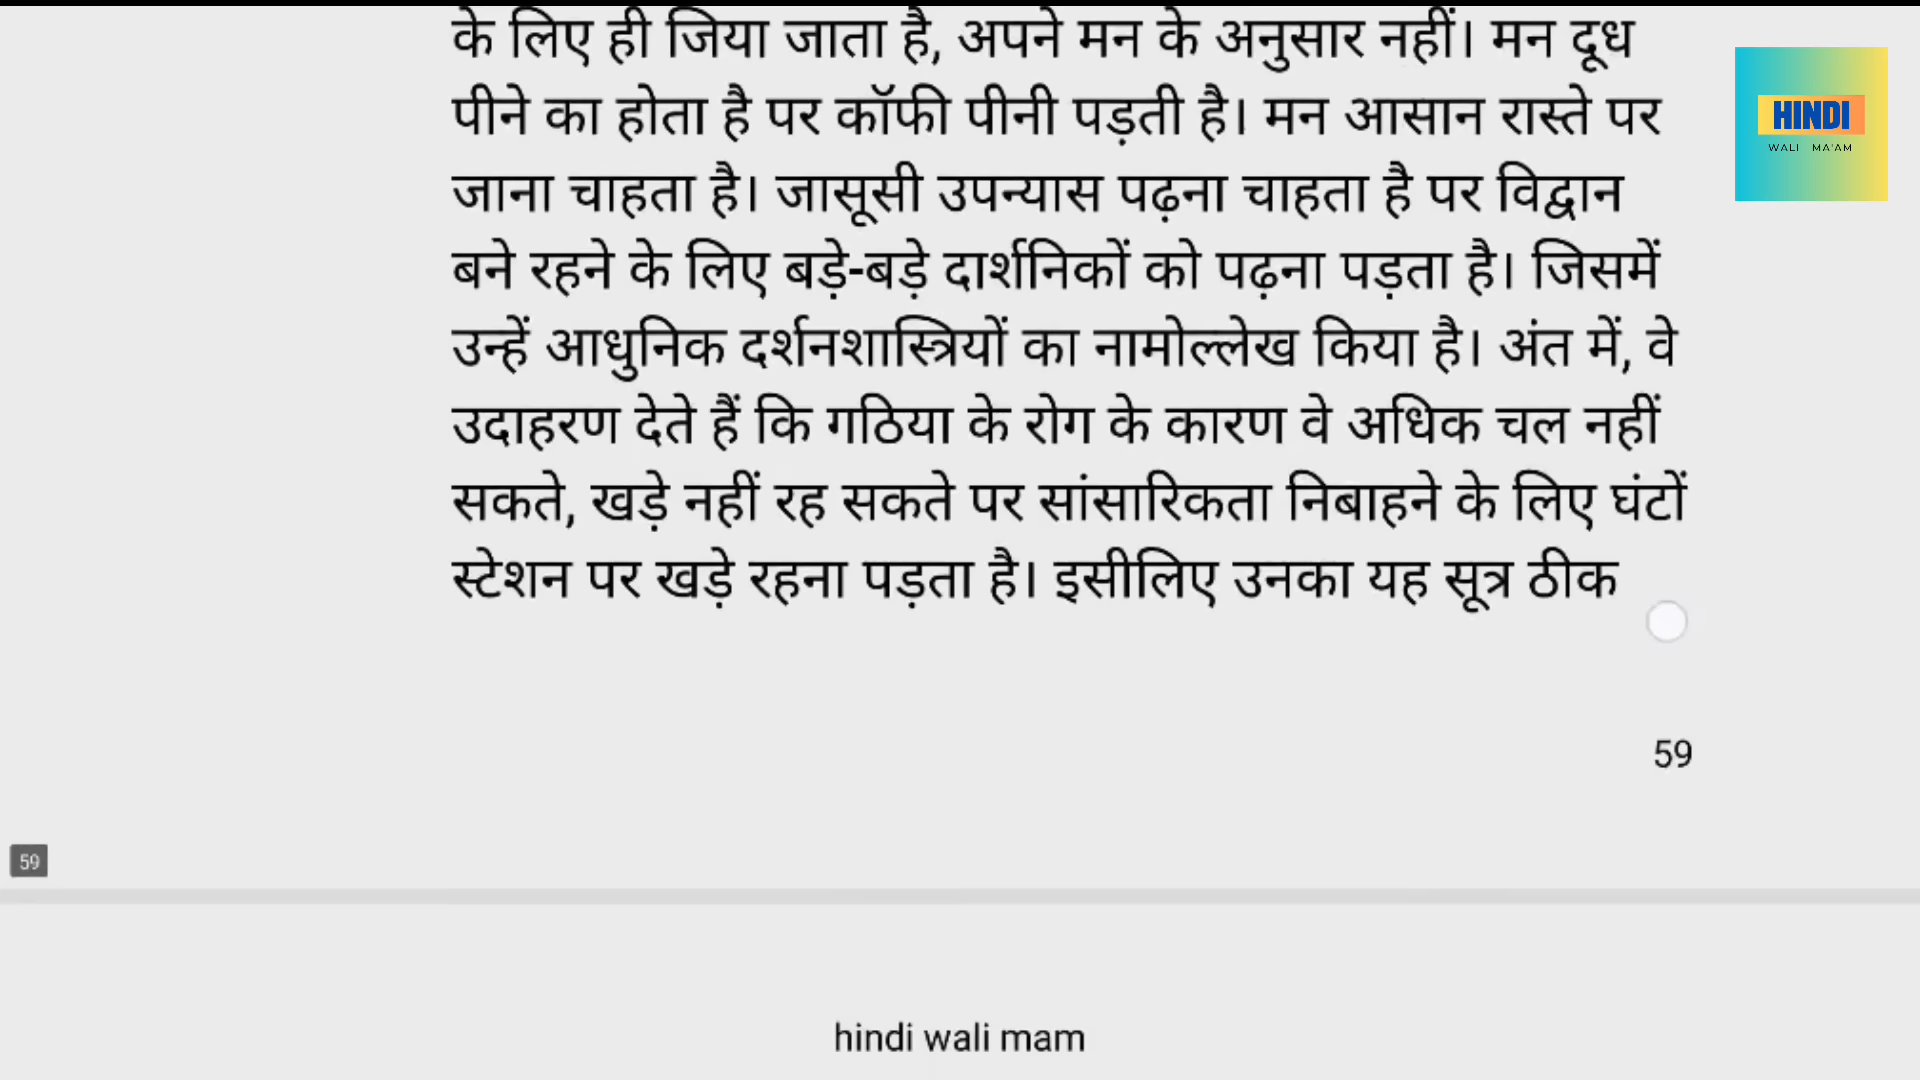 के लिए ही जिया जाता है, अपने मन के अनुसार नहीं। मन दूध
पीने का होता है पर कॉफी पीनी पड़ती है। मन आसान रास्ते पर
जाना चाहता है। जासूसी उपन्यास पढ़ना चाहता है पर विद्वान
बने रहने के लिए बड़े-बड़े दार्शनिकों को पढ़ना पड़ता है। जिसमें
उन्हें आधुनिक दर्शनशास्त्रियों का नामोल्लेख किया है। अंत में, वे
उदाहरण देते हैं कि गठिया के रोग के कारण वे अधिक चल नहीं
सकते, खड़े नहीं रह सकते पर सांसारिकता निबाहने के लिए घंटों
स्टेशन पर खड़े रहना पड़ता है। इसीलिए उनका यह सूत्र ठीक
HINDI
WALI MA'AM
59
59
hindi wali mam